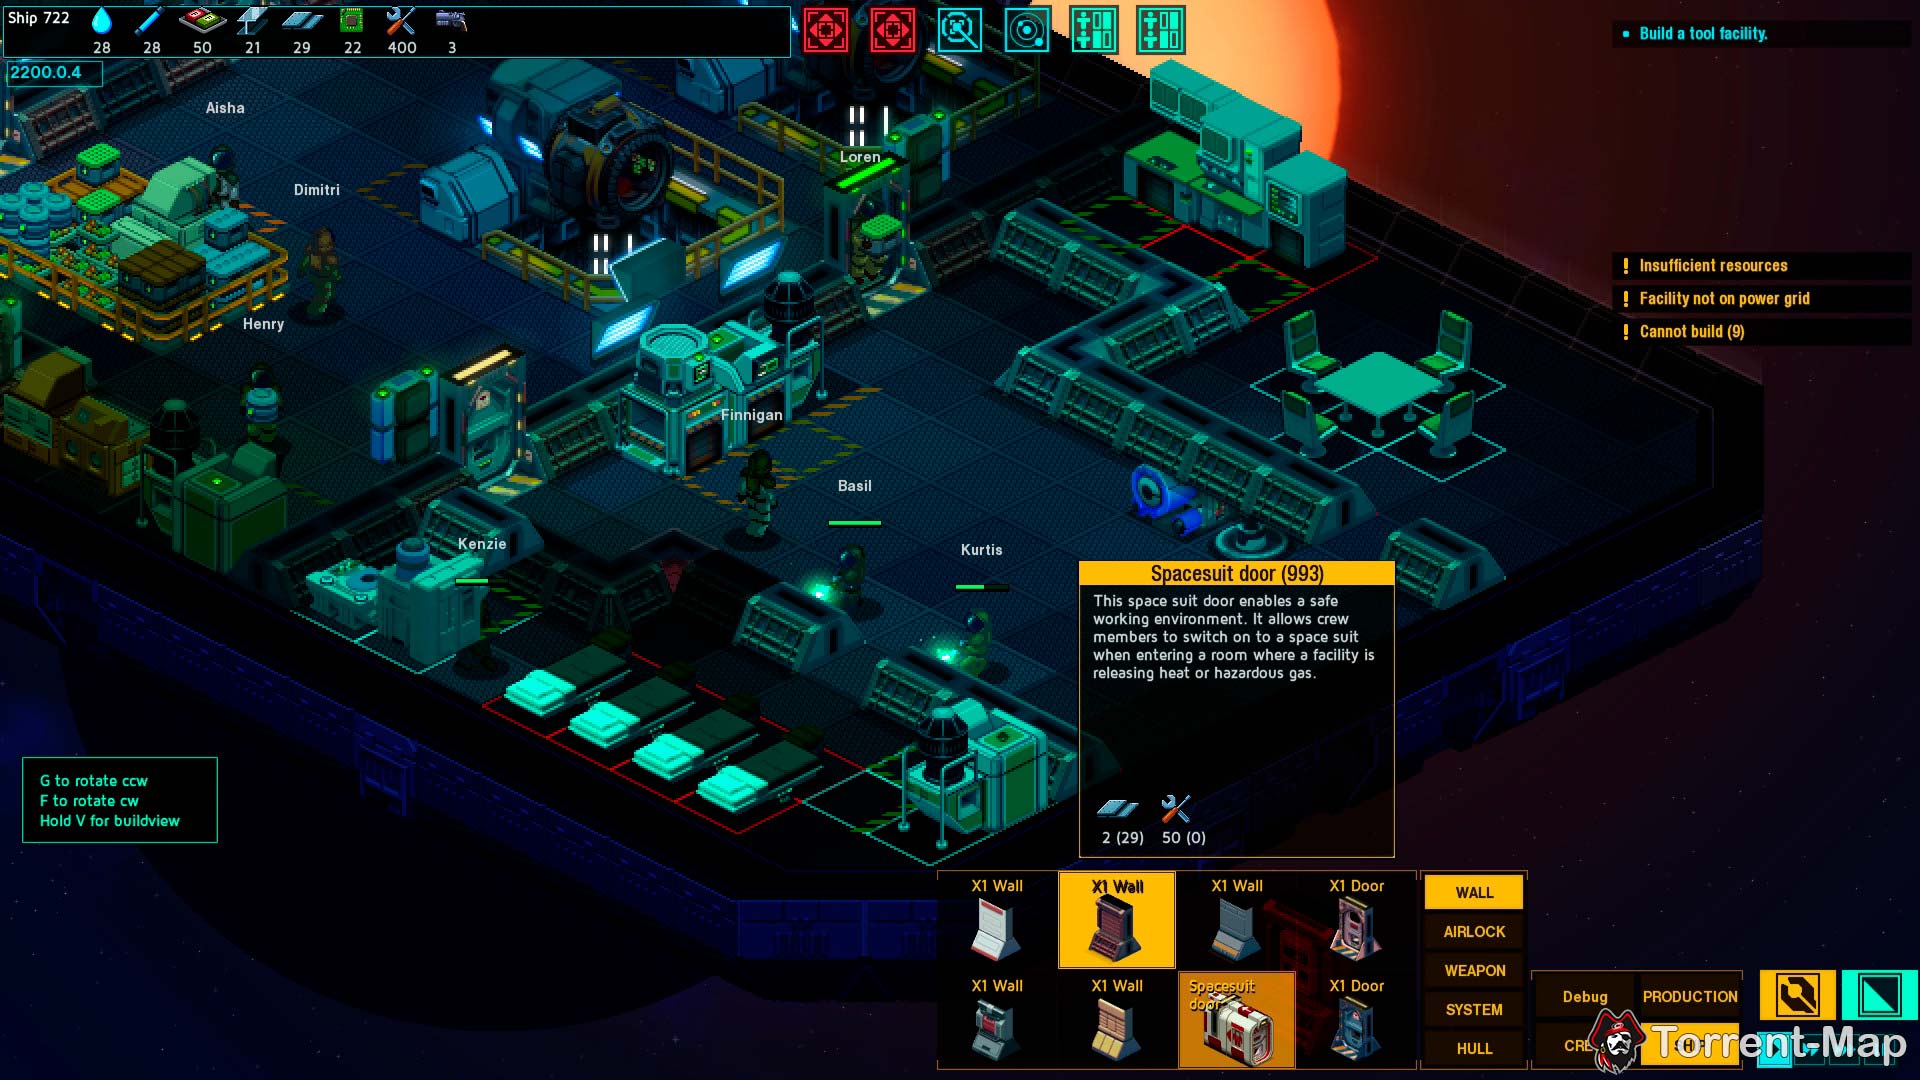 Ship 722
28 28 50 21 29 22 400 3
2200.0.4
Build a tool facility.
Aisha
Loren
Dimitri
Insufficient resources
Facility not on power grid
Cannot build (9)
Henry
Finnigan
Basil
Kenzie
Kurtis
Spacesuit door (993)
This space suit door enables a safe
working environment. It allows crew
members to switch on to a space suit
when entering a room where a facility is
releasing heat or hazardous gas.
2 (29) 50 (0)
G to rotate ccw
F to rotate cw
Hold V for buildview
X1 Wall X1 Wall X1 Wall X1 Door
X1 Wall X1 Wall Spacesuit door X1 Door
WALL
AIRLOCK
WEAPON
SYSTEM
HULL
Debug PRODUCTION
Torrent-Map